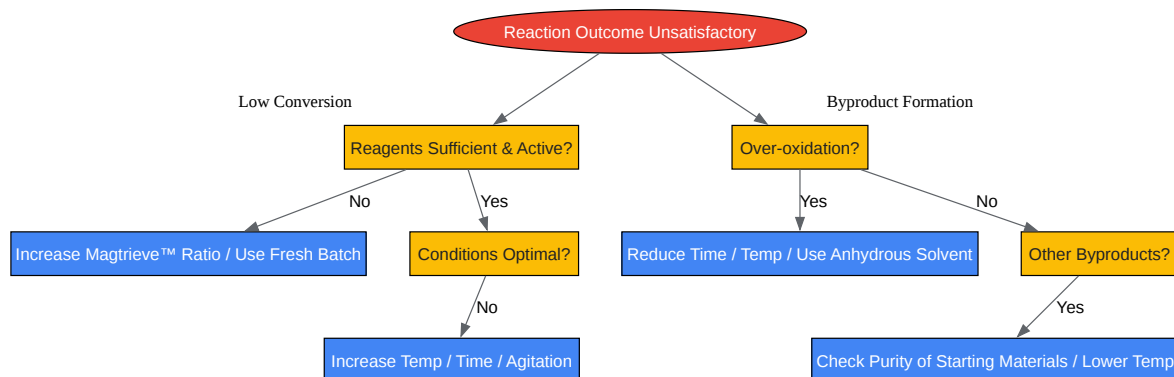 Reaction Outcome Unsatisfactory
Low Conversion
Byproduct Formation
Reagents Sufficient & Active?
Over-oxidation?
No
Yes
Yes
No
Increase Magtrieve™ Ratio / Use Fresh Batch
Conditions Optimal?
Reduce Time / Temp / Use Anhydrous Solvent
Other Byproducts?
No
Yes
Increase Temp / Time / Agitation
Check Purity of Starting Materials / Lower Temp